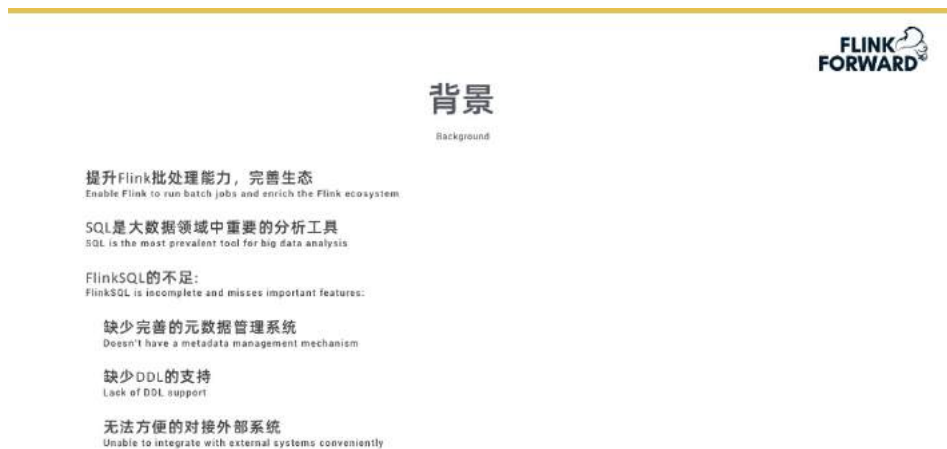 FLINK
FORWARD
背景
Background
提升Flink批处理能力，完善生态
Enable Flink to run batch jobs and enrich the Flink ecosystem
SQL是大数据领域中重要的分析工具
SQL is the most prevalent tool for big data analysis
FlinkSQL的不足:
FlinkSQL is incomplete and misses important features:
缺少完善的元数据管理系统
Doesn't have a metadata management mechanism
缺少DDL的支持
Lack of DDL support
无法方便的对接外部系统
Unable to integrate with external systems conveniently